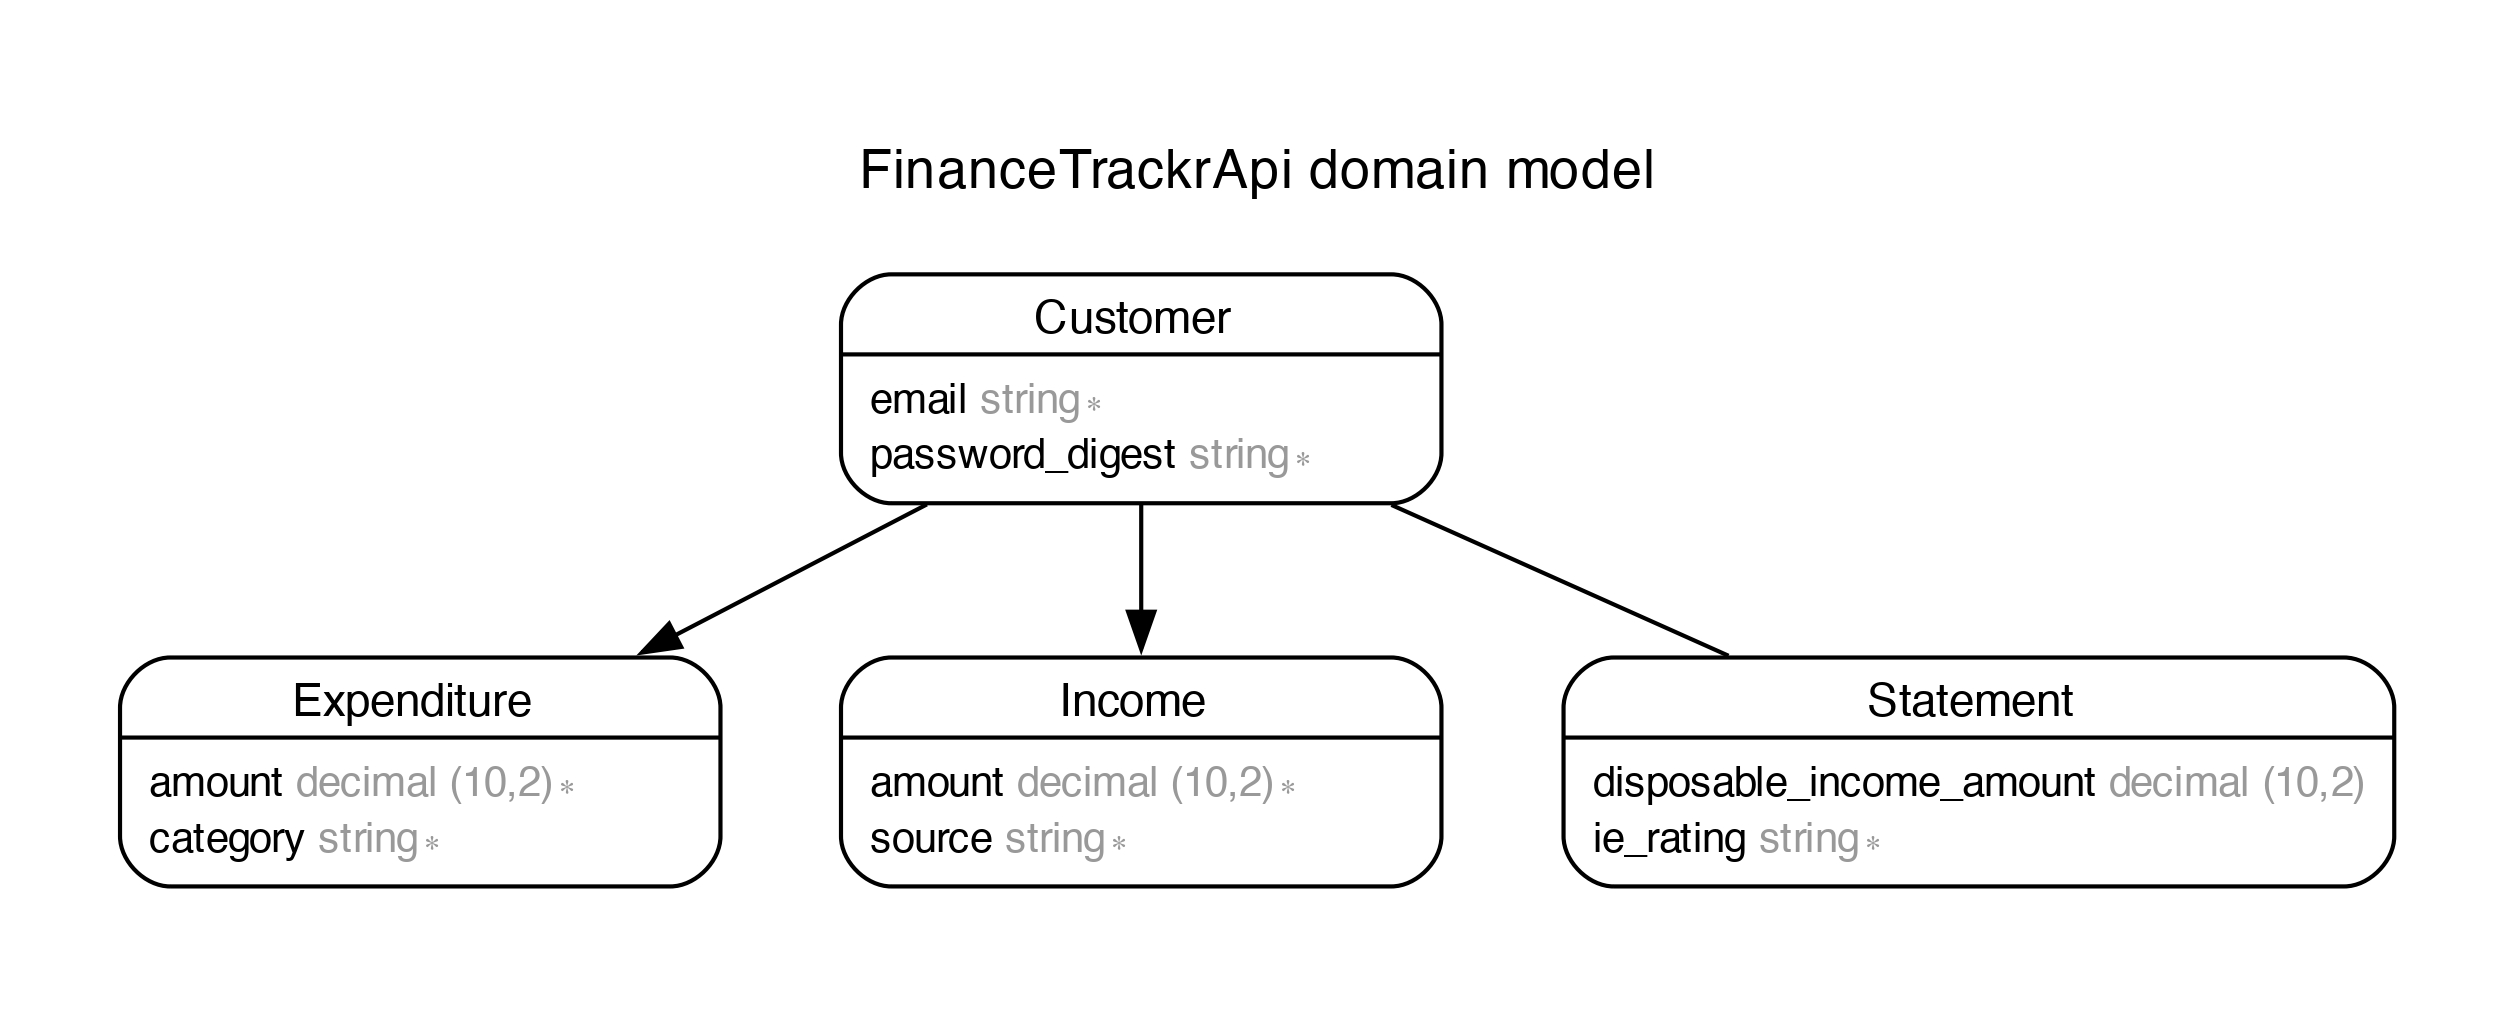 FinanceTrackrApi domain model
Customer
email string *
password_digest string *
Expenditure
amount decimal (10,2) *
category string *
Income
amount decimal (10,2) *
source string *
Statement
disposable_income_amount decimal (10,2)
ie_rating string *